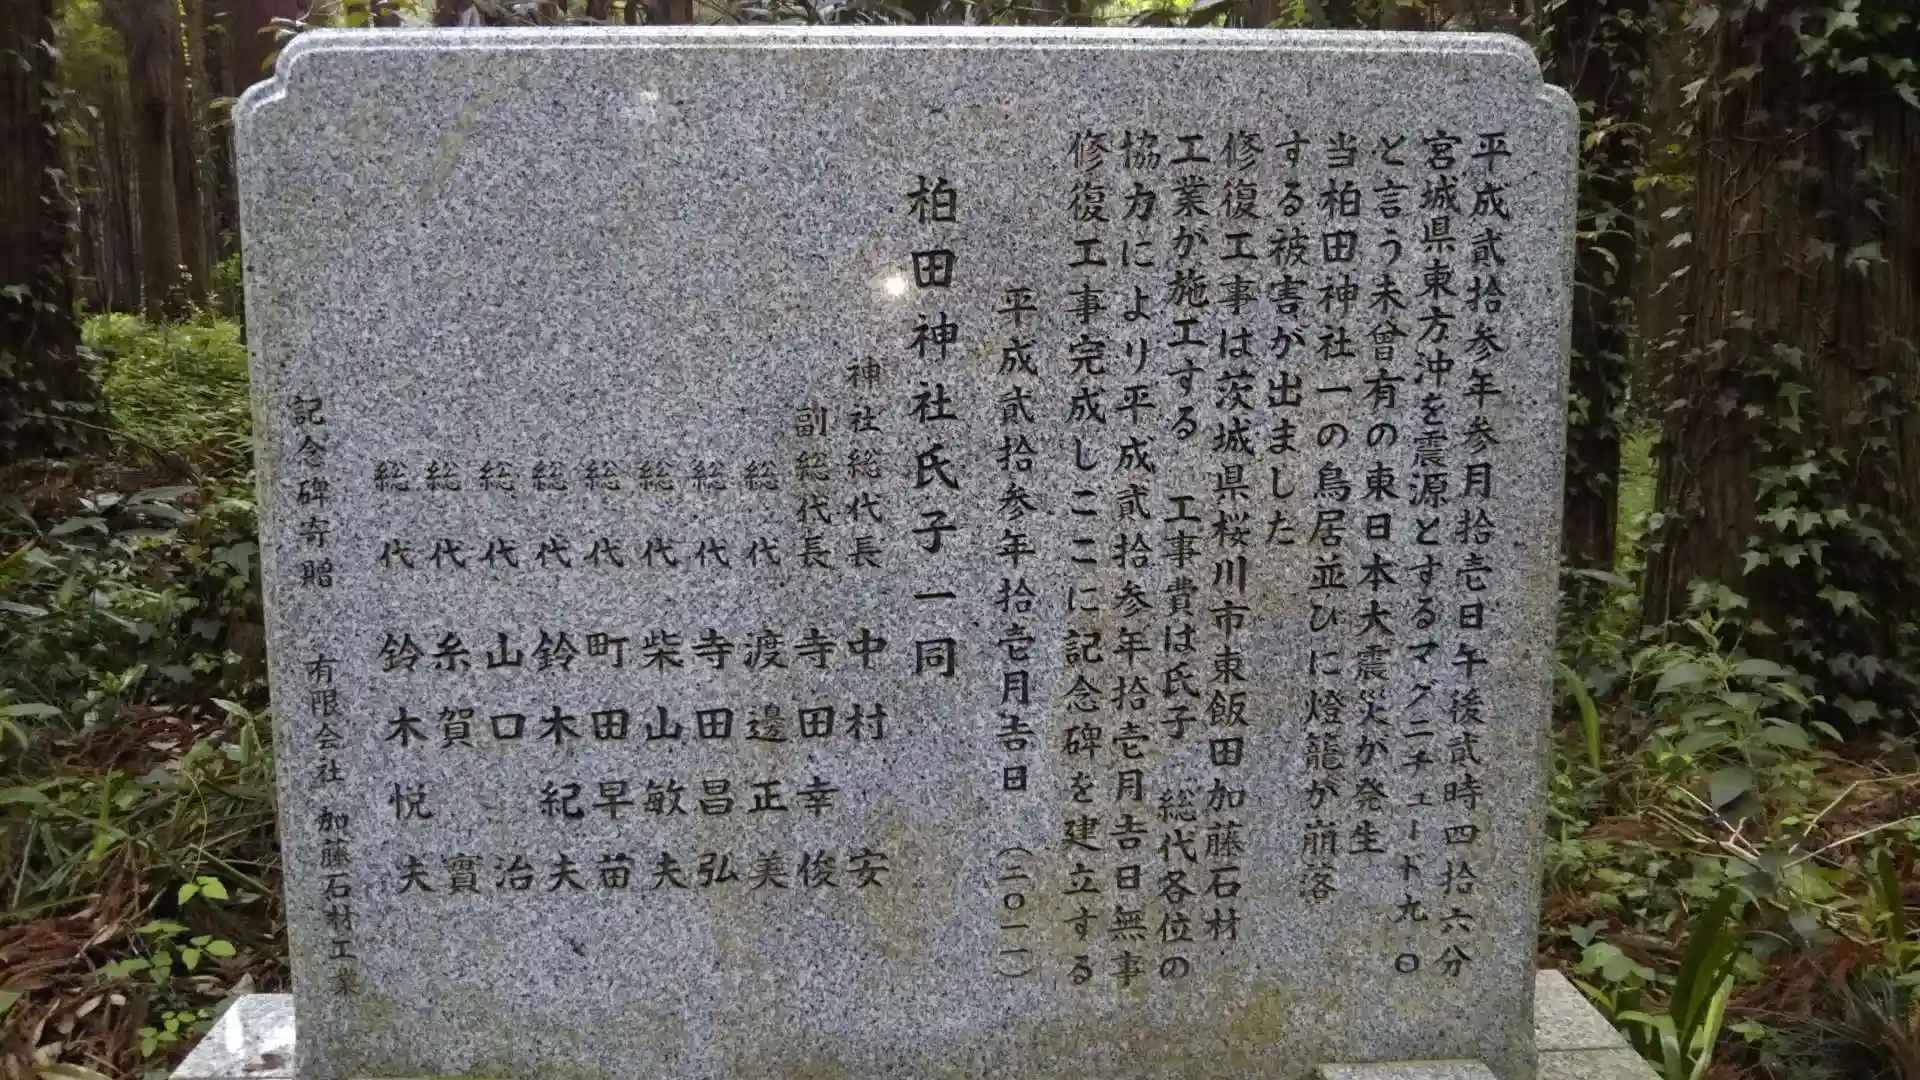 平成貳拾参年参月拾壱日午後貳時四拾六分
宮城県東方沖を震源とするマグニチュード九 〇
と言う未曾有の東日本大震災が発生
当柏田神社一の鳥居並びに燈籠が崩落
する被害が出ました
修復工事は茨城県桜川市東飯田加藤石材
工業が施工する 工事費は氏子 総代各位の
協力により平成貳拾参年拾壱月吉日無事
修復工事完成しここに記念碑を建立する
平成貳拾参年拾壱月吉日 (二〇一一)
柏田神社氏子一同
神社総代長 中村 安
副総代長 寺田幸俊
総代 渡邉正美
総代 寺田昌弘
総代 柴山敏夫
総代 町田早苗
総代 鈴木紀夫
総代 山口 治
総代 糸賀 實
総代 鈴木悦夫
記念碑寄贈 有限会社 加藤石材工業